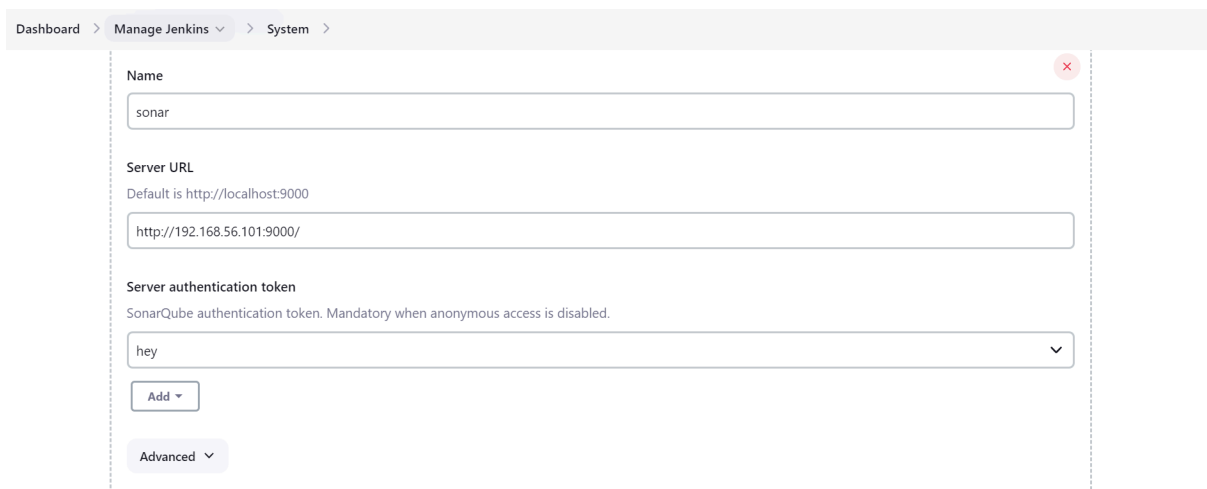 Dashboard > Manage Jenkins > System >
Name
sonar
Server URL
Default is http://localhost:9000
http://192.168.56.101:9000/
Server authentication token
SonarQube authentication token. Mandatory when anonymous access is disabled.
hey
Add
Advanced